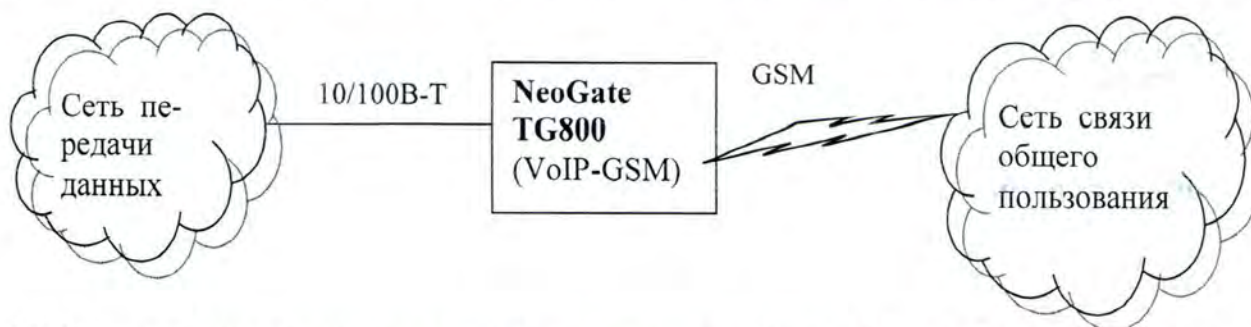 Сеть пе-
редачи
данных
10/100B-T
NeoGate
TG800
(VoIP-GSM)
GSM
Сеть связи
общего
пользования